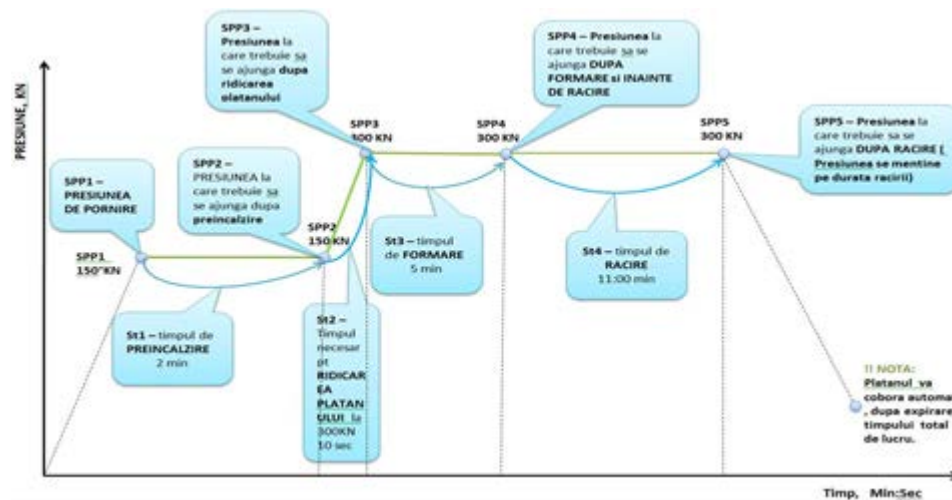 SPP3 –
Presiunea la
care trebuie sa
se ajunga dupa
ridicarea
platanului
SPP4 – Presiunea la
care trebuie sa se
ajunga DUPA
FORMARE si INAINTE
DE RACIRE
PRESIUNE, KN
SPP3
300 KN
SPP4
300 KN
SPP5
300 KN
SPP5 – Presiunea la
care trebuie sa se
ajunga DUPA RACIRE (
Presiunea se mentine
pe durata racirii)
SPP1 –
PRESIUNEA
DE PORNIRE
SPP2 –
PRESIUNEA la
care trebuie sa
se ajunga dupa
preincalzire
SPP2
150 KN
SPP1
150°KN
St3 – timpul
de FORMARE
5 min
St4 – timpul de
RACIRE
11:00 min
St1 – timpul de
PREINCALZIRE
2 min
St2 –
Timpul
necesar
pt
RIDICAR
EA
PLATAN
ULUI la
300KN
10 sec
!! NOTA:
Platanul va
cobora automa
, dupa expirare
timpului total
de lucru.
Timp, Min:Sec